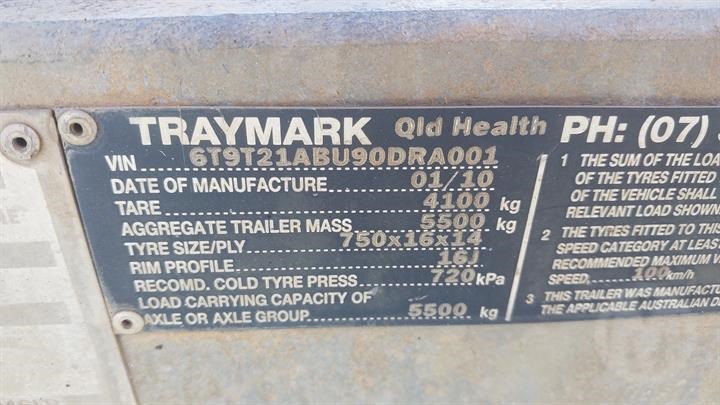 TRAYMARK Qld Health PH: (07)
VIN 6T9T21ABU90DRA001
DATE OF MANUFACTURE 01/10
TARE 4100 kg
AGGREGATE TRAILER MASS 5500 kg
TYRE SIZE/PLY 750x16x14
RIM PROFILE 16J
RECOMD. COLD TYRE PRESS 720 kPa
LOAD CARRYING CAPACITY OF
AXLE OR AXLE GROUP 5500 kg
1 THE SUM OF THE LOA
OF THE TYRES FITTED
OF THE VEHICLE SHALL
RELEVANT LOAD SHOWN
2 THE TYRES FITTED TO THIS
SPEED CATEGORY AT LEAST
RECOMMENDED MAXIMUM V
SPEED, 100 km/h
3 THIS TRAILER WAS MANUFACTU
THE APPLICABLE AUSTRALIAN D